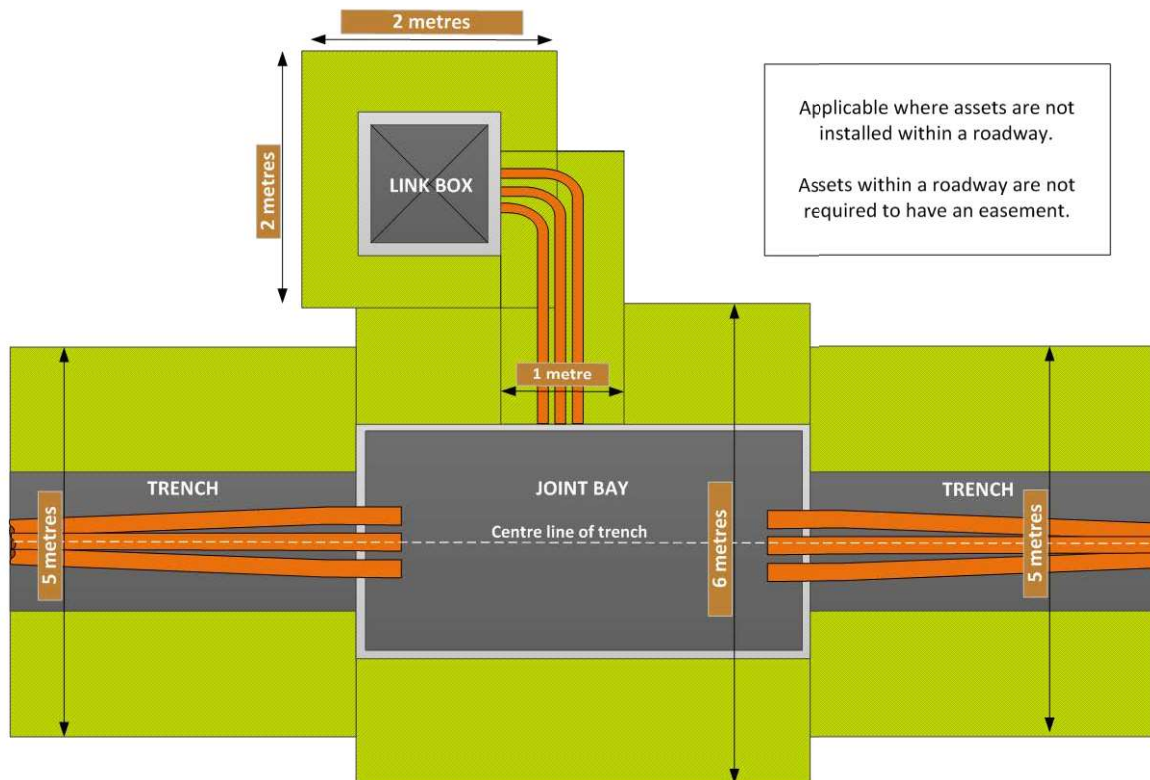 2 metres
2 metres
LINK BOX
Applicable where assets are not
installed within a roadway.
Assets within a roadway are not
required to have an easement.
1 metre
TRENCH
JOINT BAY
TRENCH
Centre line of trench
5 metres
6 metres
5 metres